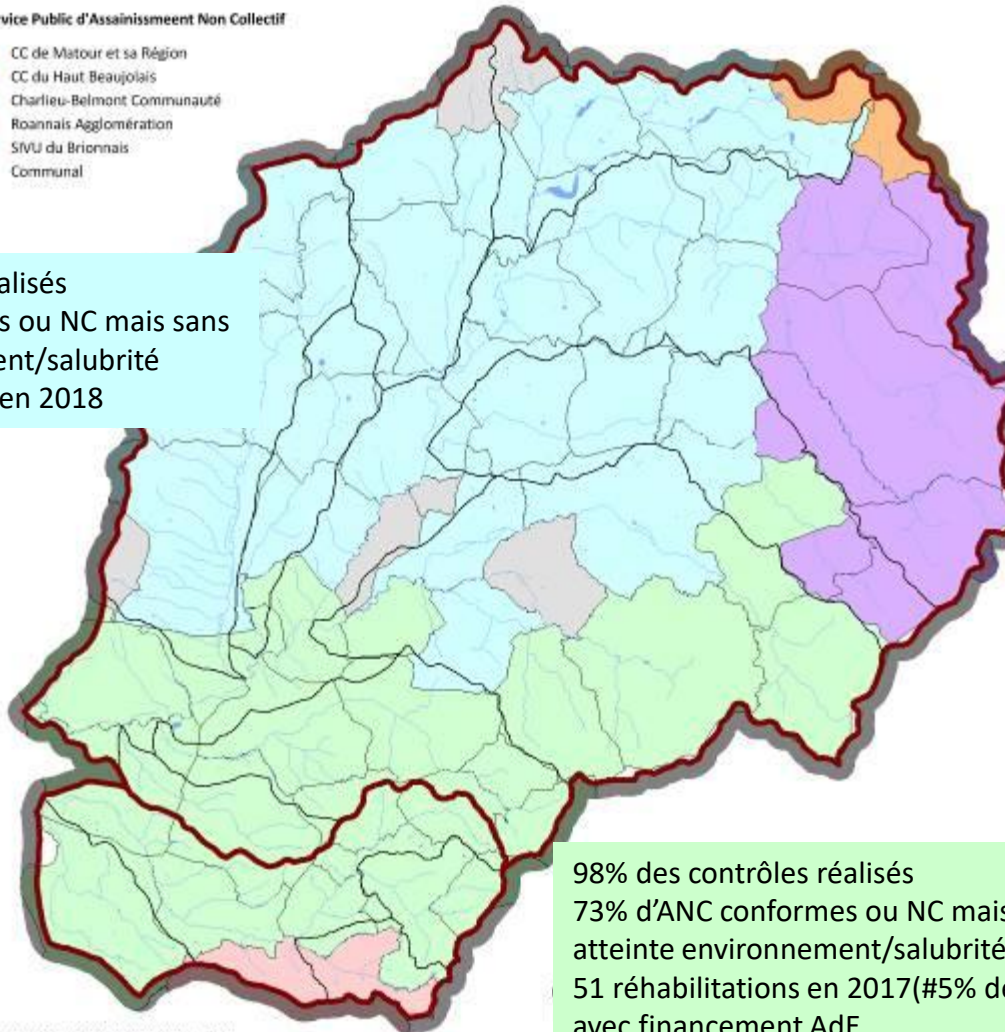 vice Public d'Assainissmeent Non Collectif
CC de Matour et sa Région
CC du Haut Beaujolais
Charlieu-Belmont Communauté
Roannais Agglomération
SIVU du Brionnais
Communal
alisés
s ou NC mais sans
ent/salubrité
en 2018
98% des contrôles réalisés
73% d'ANC conformes ou NC mais
atteinte environnement/salubrité
51 réhabilitations en 2017(#5% de
avec financement AdE